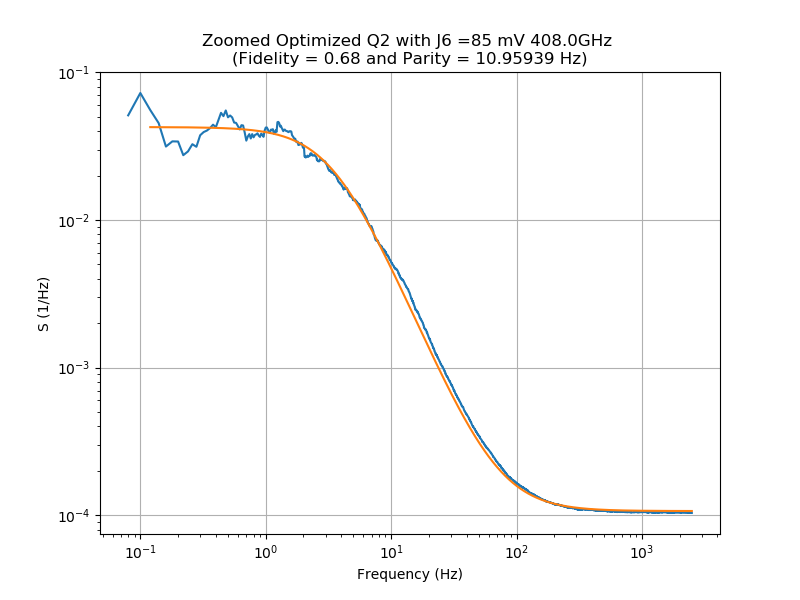 Zoomed Optimized Q2 with J6 =85 mV 408.0GHz
(Fidelity = 0.68 and Parity = 10.95939 Hz)
10⁻¹
10⁻²
10⁻³
10⁻⁴
S (1/Hz)
10⁻¹ 10⁰ 10¹ 10² 10³
Frequency (Hz)